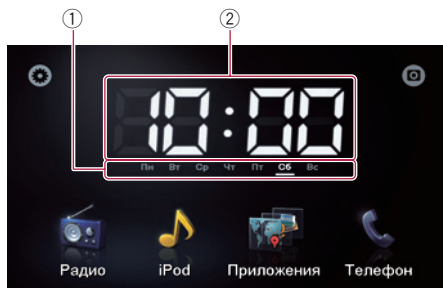 ① ②
10:00
Пн Вт Ср Чт Пт Сб Вс
Радио iPod Приложения Телефон